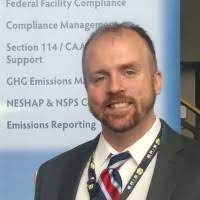 Federal Facility Compliance
Compliance Management
Section 114 / CAA
Support
GHG Emissions
NESHAP & NSPS
Emissions Reporting